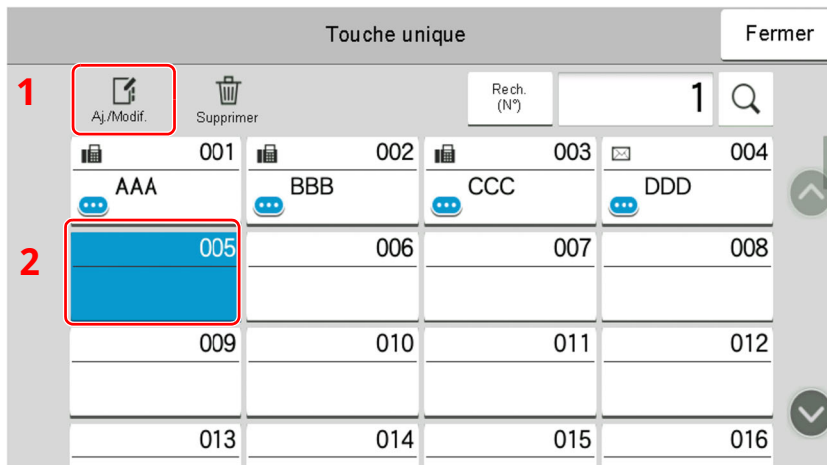 Touche unique
Fermer
1
Aj./Modif.
Supprimer
Rech.
(N°)
1
001
002
003
004
AAA
BBB
CCC
DDD
2
005
006
007
008
009
010
011
012
013
014
015
016